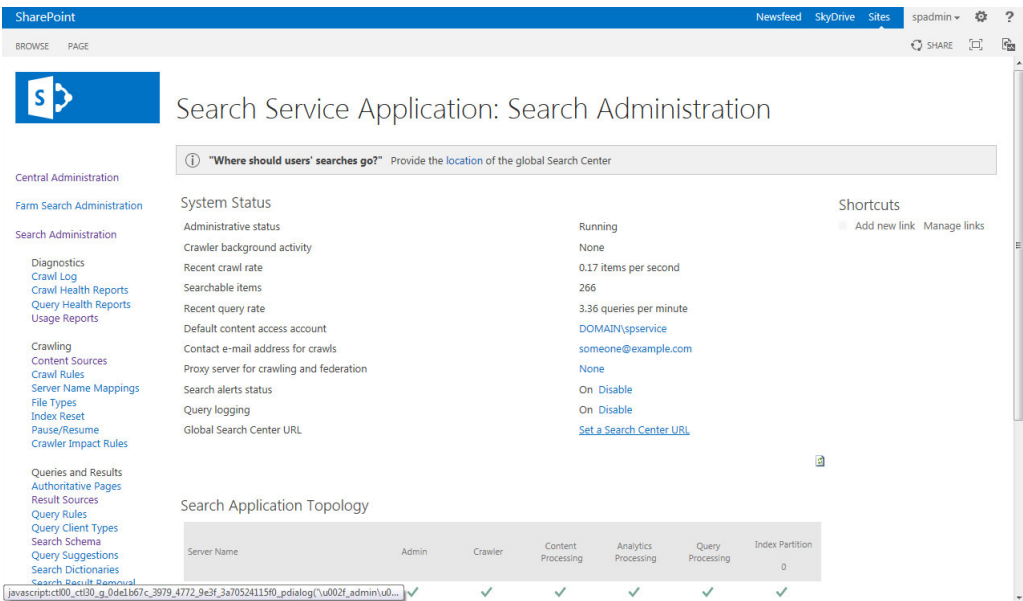 SharePoint
Newsfeed SkyDrive Sites spadmin ?
BROWSE PAGE
SHARE
S
Search Service Application: Search Administration
"Where should users' searches go?" Provide the location of the global Search Center
Central Administration
Farm Search Administration
Search Administration
Diagnostics
Crawl Log
Crawl Health Reports
Query Health Reports
Usage Reports
Crawling
Content Sources
Crawl Rules
Server Name Mappings
File Types
Index Reset
Pause/Resume
Crawler Impact Rules
Queries and Results
Authoritative Pages
Result Sources
Query Rules
Query Client Types
Search Schema
Query Suggestions
Search Dictionaries
Search Result Removal
System Status
Administrative status Running
Crawler background activity None
Recent crawl rate 0.17 items per second
Searchable items 266
Recent query rate 3.36 queries per minute
Default content access account DOMAIN\spservice
Contact e-mail address for crawls someone@example.com
Proxy server for crawling and federation None
Search alerts status On Disable
Query logging On Disable
Global Search Center URL Set a Search Center URL
Shortcuts
Add new link Manage links
Search Application Topology
Server Name Admin Crawler Content Processing Analytics Processing Query Processing Index Partition
0
javascript:ctl00_ctl30_g_0de1b67c_3979_4772_9e3f_3a70524115f0_pdialog('\u002f_admin\u0...